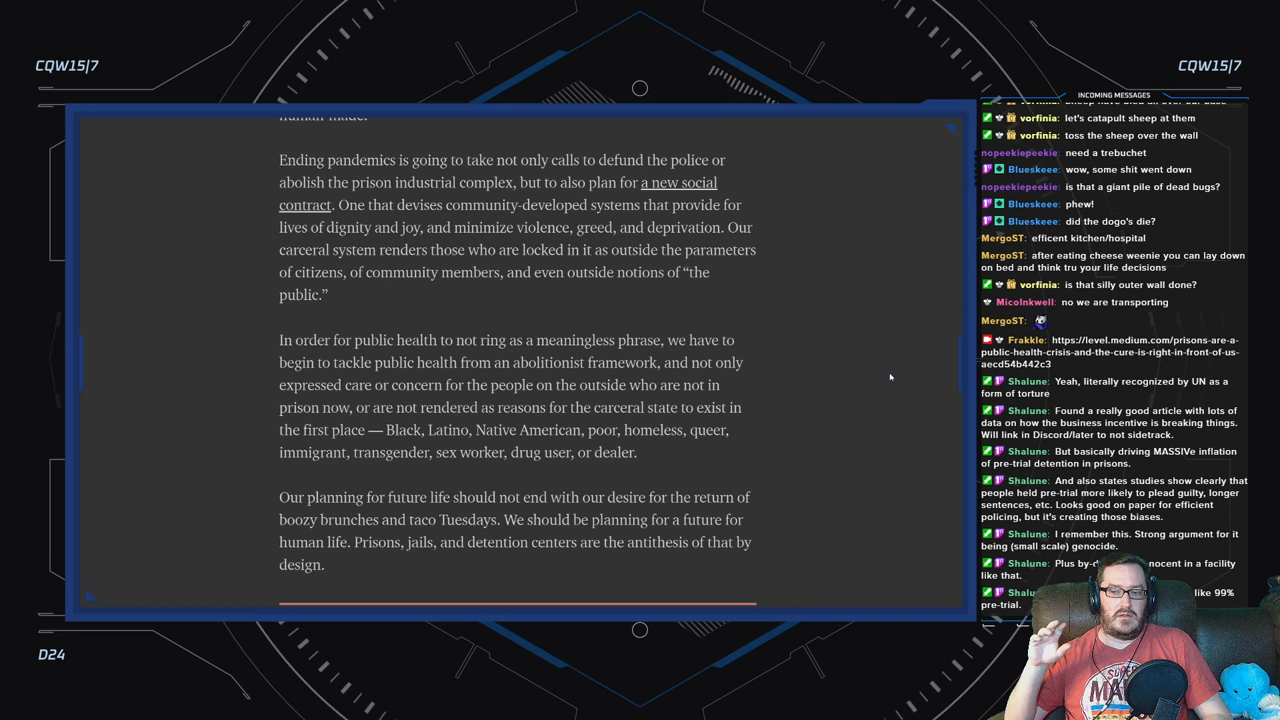 CQW15|7
CQW15|7
INCOMING MESSAGES
human made.
Ending pandemics is going to take not only calls to defund the police or
abolish the prison industrial complex, but to also plan for a new social
contract. One that devises community-developed systems that provide for
lives of dignity and joy, and minimize violence, greed, and deprivation. Our
carceral system renders those who are locked in it as outside the parameters
of citizens, of community members, and even outside notions of “the
public.”
In order for public health to not ring as a meaningless phrase, we have to
begin to tackle public health from an abolitionist framework, and not only
expressed care or concern for the people on the outside who are not in
prison now, or are not rendered as reasons for the carceral state to exist in
the first place — Black, Latino, Native American, poor, homeless, queer,
immigrant, transgender, sex worker, drug user, or dealer.
Our planning for future life should not end with our desire for the return of
boozy brunches and taco Tuesdays. We should be planning for a future for
human life. Prisons, jails, and detention centers are the antithesis of that by
design.
vorfinia: sheep have bled all over our base
vorfinia: let's catapult sheep at them
vorfinia: toss the sheep over the wall
nopeekiepeekie: need a trebuchet
Blueskeee: wow, some shit went down
nopeekiepeekie: is that a giant pile of dead bugs?
Blueskeee: phew!
Blueskeee: did the dogo's die?
MergoST: efficent kitchen/hospital
MergoST: after eating cheese weenie you can lay down
on bed and think tru your life decisions
vorfinia: is that silly outer wall done?
MicoInkwell: no we are transporting
MergoST:
Frakkle: https://level.medium.com/prisons-are-a-
public-health-crisis-and-the-cure-is-right-in-front-of-us-
aecd54b442c3
Shalune: Yeah, literally recognized by UN as a
form of torture
Shalune: Found a really good article with lots of
data on how the business incentive is breaking things.
Will link in Discord/later to not sidetrack.
Shalune: But basically driving MASSIVe inflation
of pre-trial detention in prisons.
Shalune: And also states studies show clearly that
people held pre-trial more likely to plead guilty, longer
sentences, etc. Looks good on paper for efficient
policing, but it's creating those biases.
Shalune: I remember this. Strong argument for it
being (small scale) genocide.
Shalune: Plus by-d nocent in a facility
like that.
Shalu like 99%
pre-trial.
D24
SUPER
MA